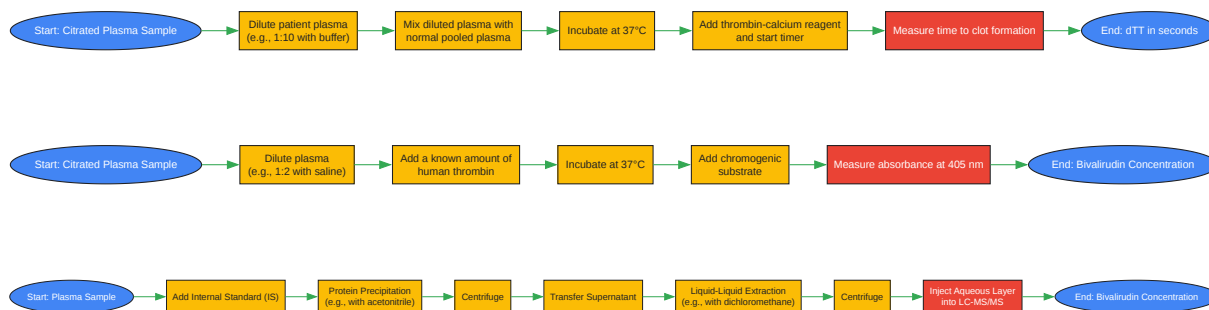 Start: Citrated Plasma Sample
Dilute patient plasma
(e.g., 1:10 with buffer)
Mix diluted plasma with
normal pooled plasma
Incubate at 37°C
Add thrombin-calcium reagent
and start timer
Measure time to clot formation
End: dTT in seconds
Start: Citrated Plasma Sample
Dilute plasma
(e.g., 1:2 with saline)
Add a known amount of
human thrombin
Incubate at 37°C
Add chromogenic
substrate
Measure absorbance at 405 nm
End: Bivalirudin Concentration
Start: Plasma Sample
Add Internal Standard (IS)
Protein Precipitation
(e.g., with acetonitrile)
Centrifuge
Transfer Supernatant
Liquid-Liquid Extraction
(e.g., with dichloromethane)
Centrifuge
Inject Aqueous Layer
into LC-MS/MS
End: Bivalirudin Concentration